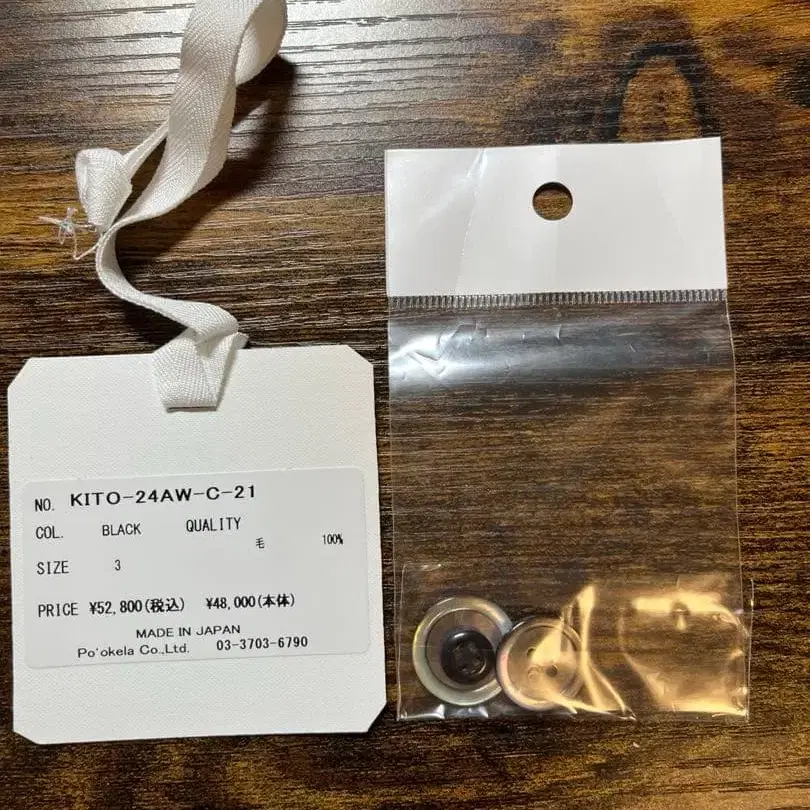 NO. KITO-24AW-C-21
COL. BLACK QUALITY
毛 100%
SIZE 3
PRICE ¥52,800(税込) ¥48,000(本体)
MADE IN JAPAN
Po'okela Co.,Ltd. 03-3703-6790